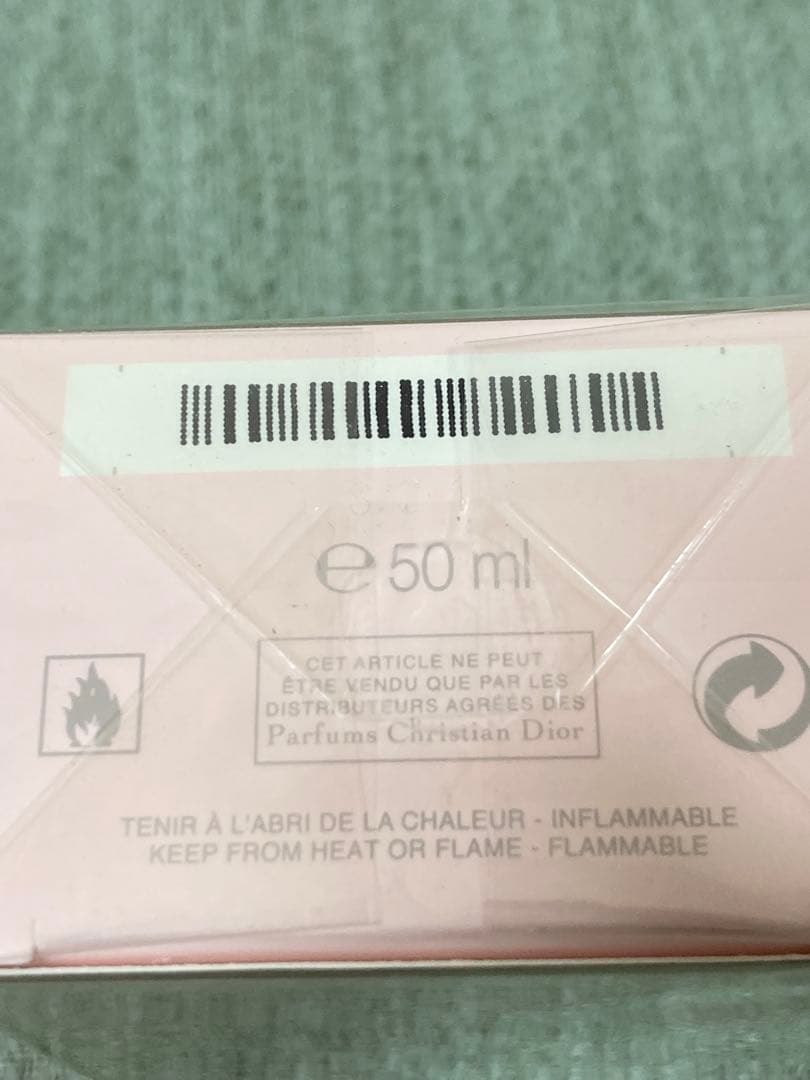 e 50 ml
CET ARTICLE NE PEUT
ÊTRE VENDU QUE PAR LES
DISTRIBUTEURS AGRÉES DES
Parfums Christian Dior
TENIR À L'ABRI DE LA CHALEUR - INFLAMMABLE
KEEP FROM HEAT OR FLAME - FLAMMABLE